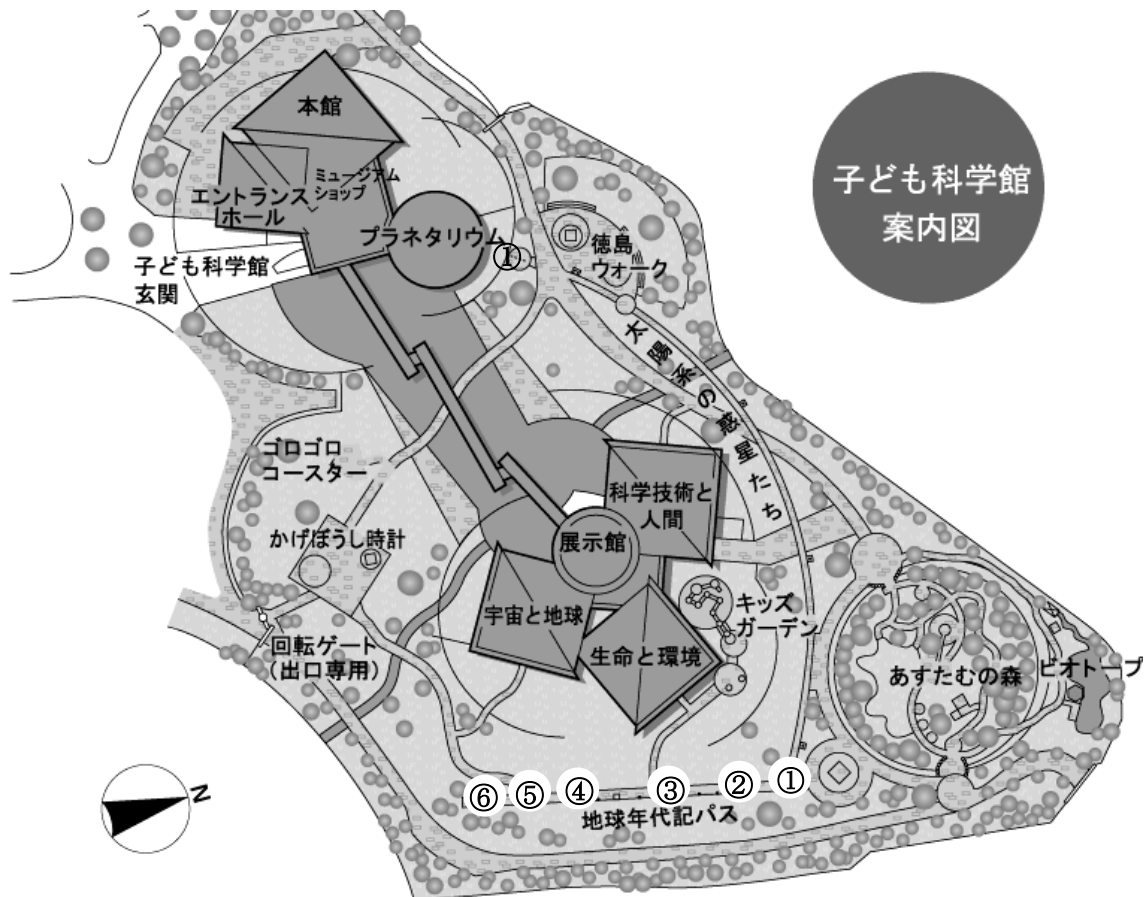 子ども科学館
案内図
本館
ミュージアム
ショップ
エントランス
ホール
プラネタリウム
①
徳島
ウォーク
子ども科学館
玄関
太陽系の惑星たち
ゴロゴロ
コースター
科学技術と
人間
かげぼうし時計
展示館
キッズ
ガーデン
宇宙と地球
生命と環境
回転ゲート
(出口専用)
あすたむの森
ビオトープ
⑥ ⑤ ④ ③ ② ①
地球年代記パス
N